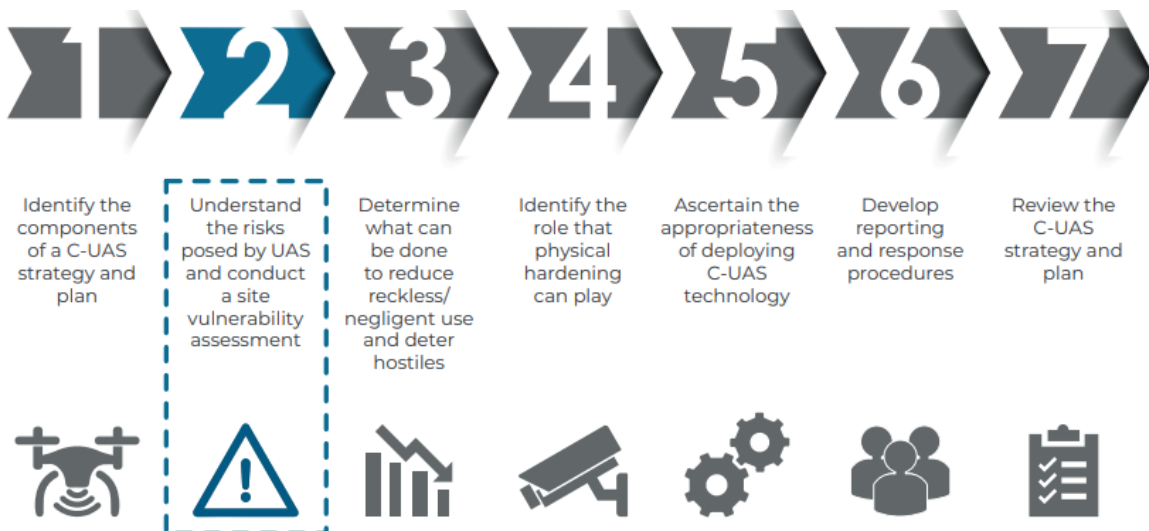 1 2 3 4 5 6 7
Identify the
components
of a C-UAS
strategy and
plan
Understand
the risks
posed by UAS
and conduct
a site
vulnerability
assessment
Determine
what can
be done
to reduce
reckless/
negligent use
and deter
hostiles
Identify the
role that
physical
hardening
can play
Ascertain the
appropriateness
of deploying
C-UAS
technology
Develop
reporting
and response
procedures
Review the
C-UAS
strategy and
plan